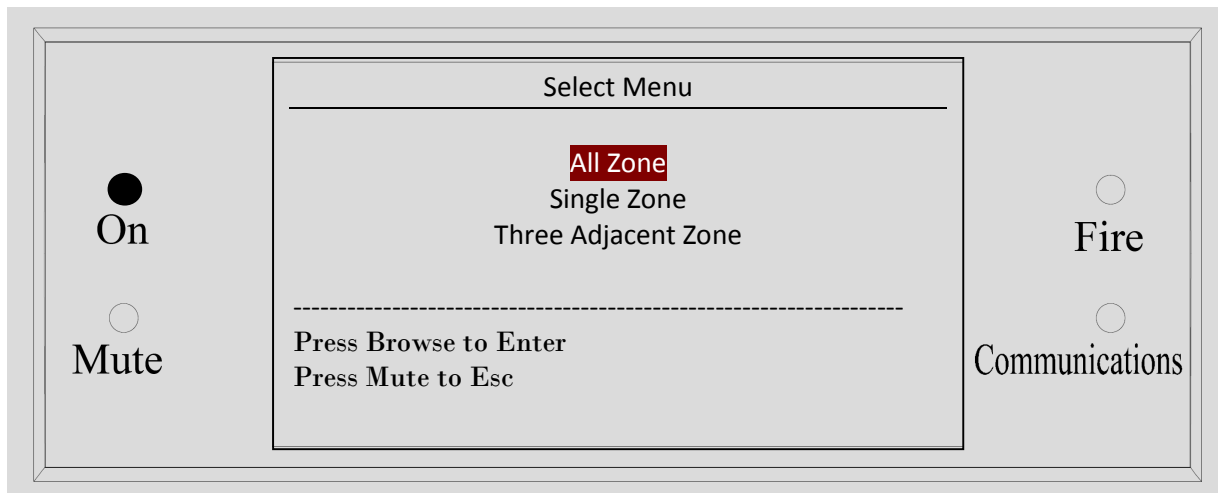 Select Menu
All Zone
Single Zone
Three Adjacent Zone
On
Fire
Mute
Communications
Press Browse to Enter
Press Mute to Esc